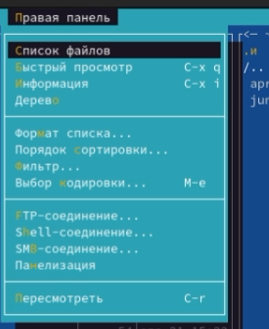 Правая панель
Список файлов
Быстрый просмотр C-x q
Информация C-x i
Дерево
Формат списка...
Порядок сортировки...
Фильтр...
Выбор кодировки... M-e
FTP-соединение...
Shell-соединение...
SMB-соединение...
Панелизация
Пересмотреть C-r
.и
/..
apr
jur